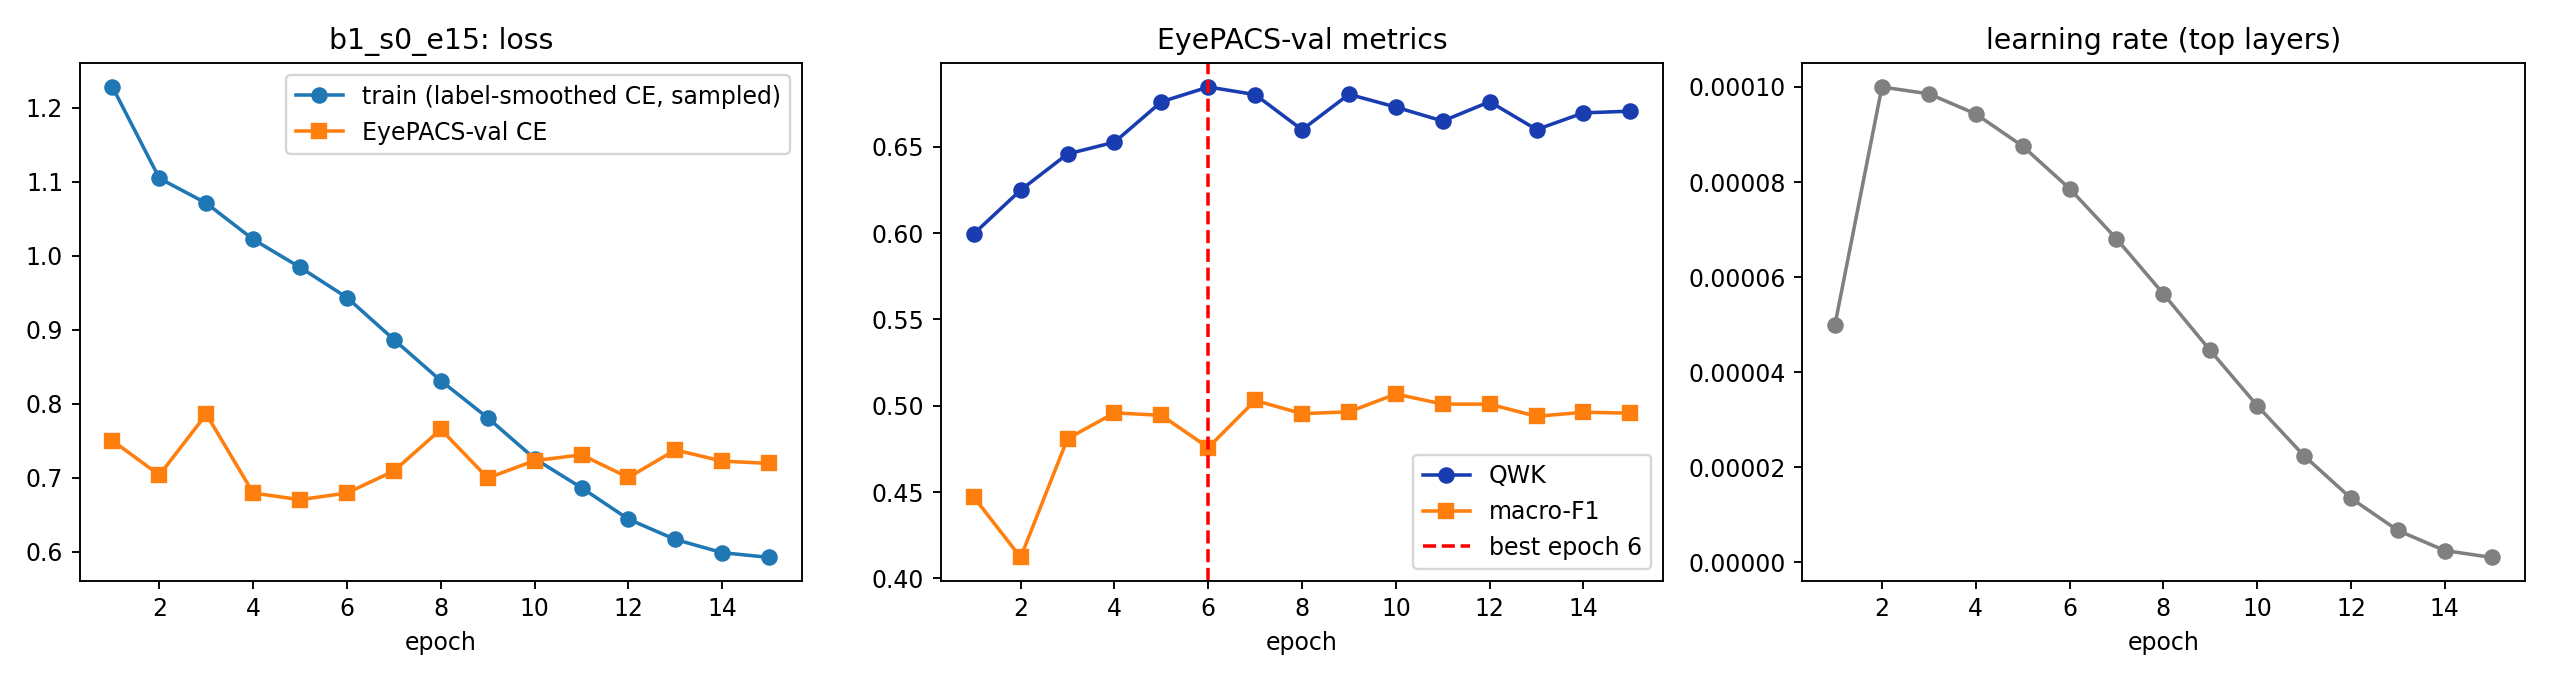 b1_s0_e15: loss
train (label-smoothed CE, sampled)
EyePACS-val CE
1.2
1.1
1.0
0.9
0.8
0.7
0.6
2 4 6 8 10 12 14
epoch
EyePACS-val metrics
0.65
0.60
0.55
0.50
0.45
0.40
QWK
macro-F1
best epoch 6
2 4 6 8 10 12 14
epoch
learning rate (top layers)
0.00010
0.00008
0.00006
0.00004
0.00002
0.00000
2 4 6 8 10 12 14
epoch